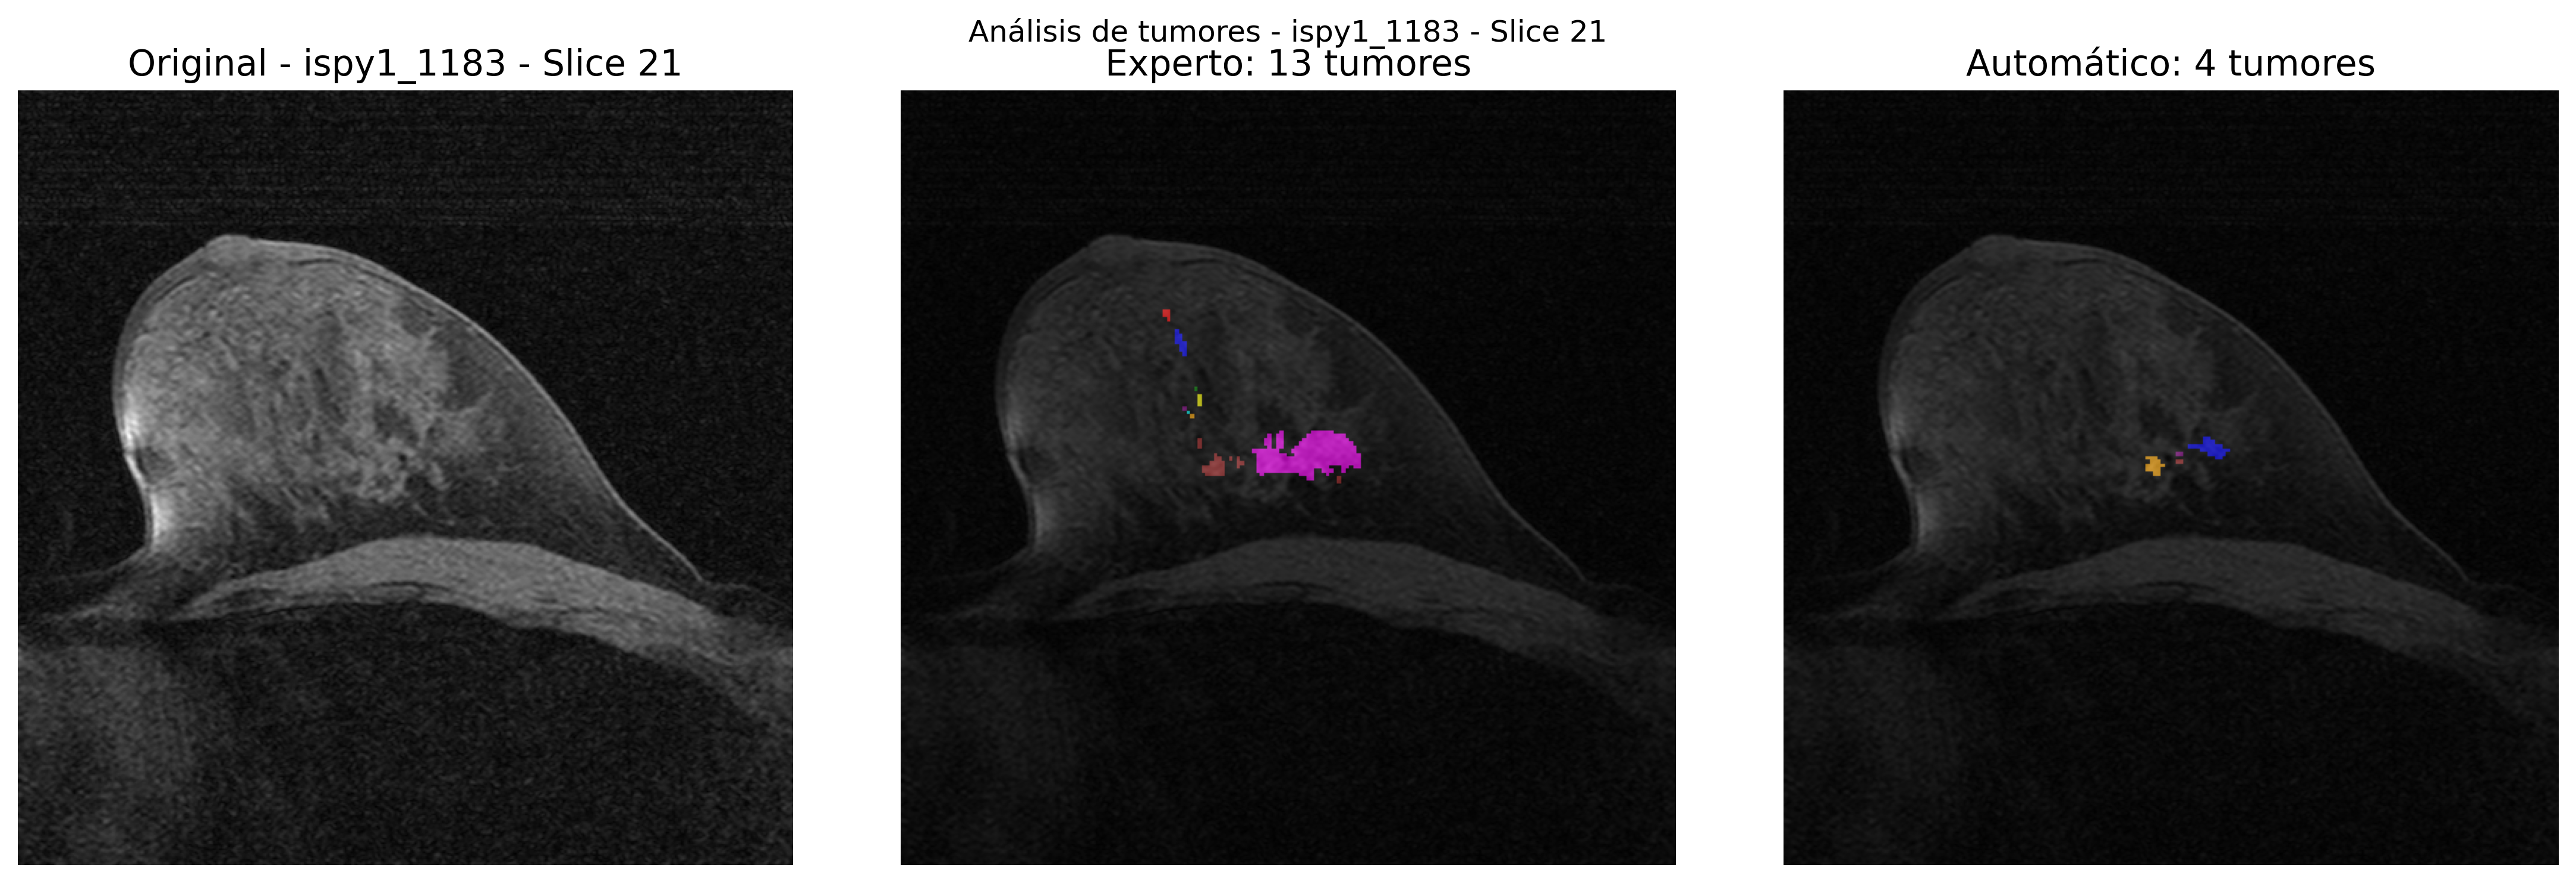 Análisis de tumores - ispy1_1183 - Slice 21
Original - ispy1_1183 - Slice 21
Experto: 13 tumores
Automático: 4 tumores